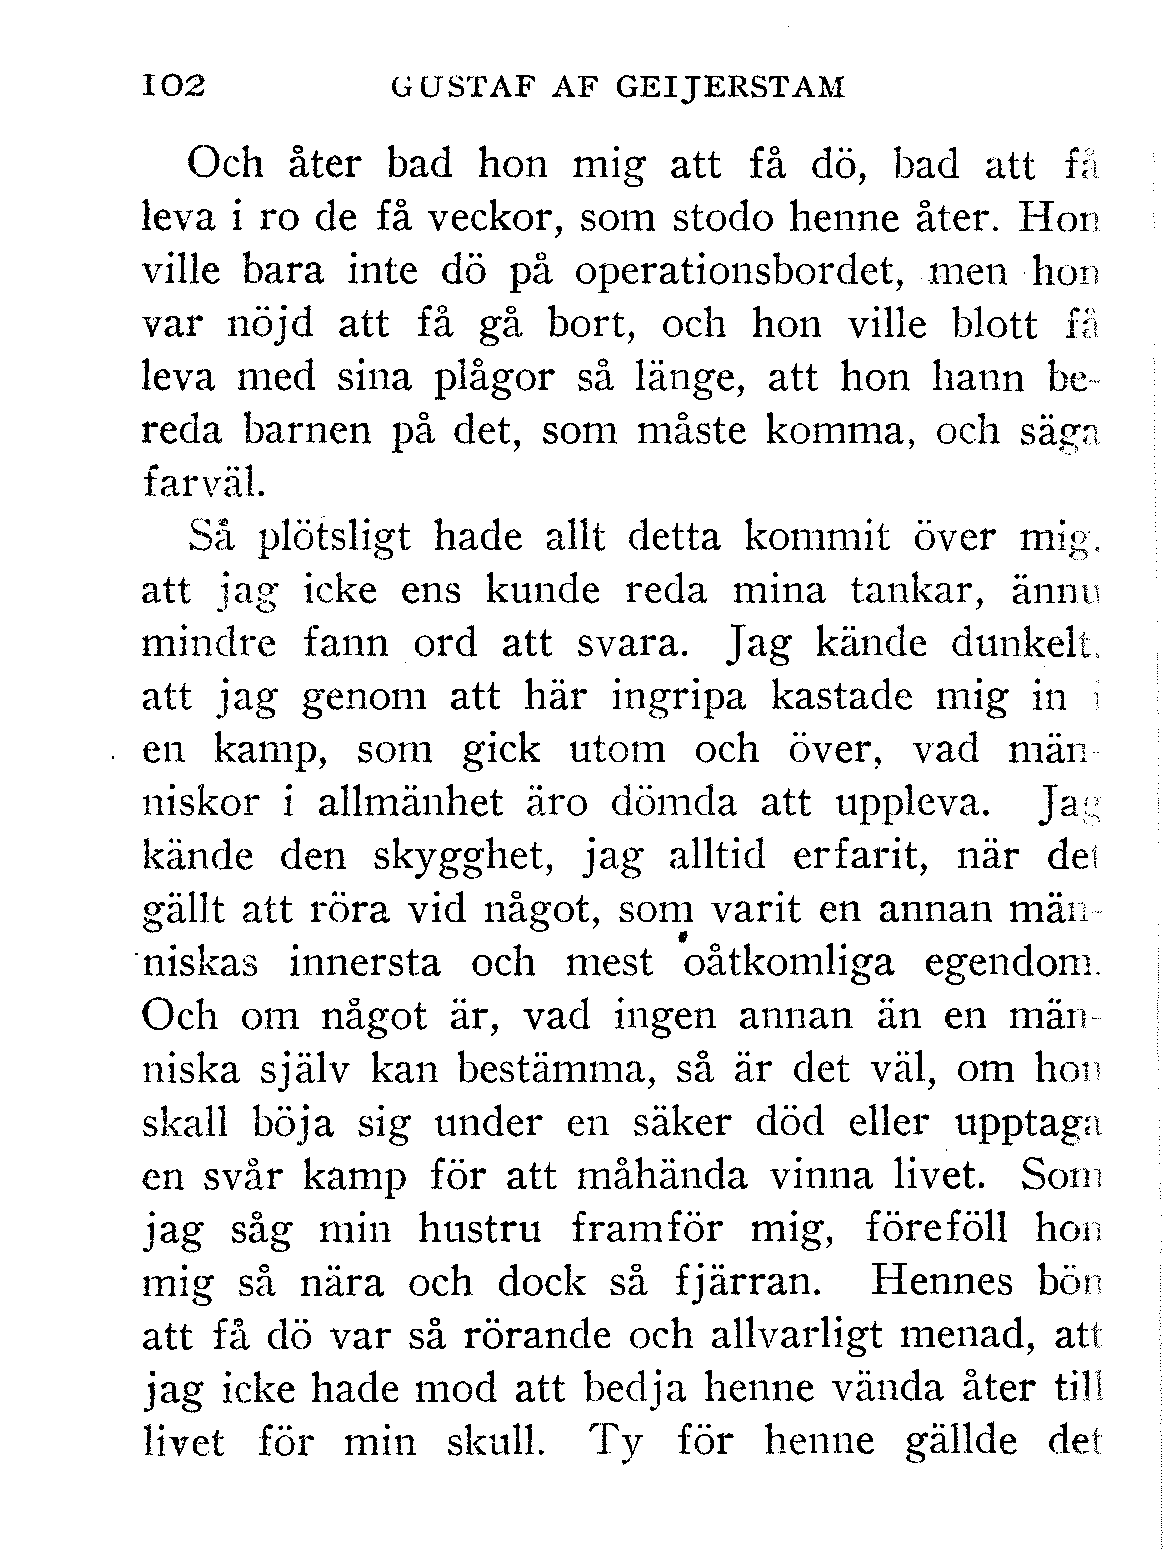 102 GUSTAF AF GEIJERSTAM
Och åter bad hon mig att få dö, bad att få
leva i ro de få veckor, som stodo henne åter. Hon
ville bara inte dö på operationsbordet, men hon
var nöjd att få gå bort, och hon ville blott få
leva med sina plågor så länge, att hon hann be-
reda barnen på det, som måste komma, och säga
farväl.
Så plötsligt hade allt detta kommit över mig,
att jag icke ens kunde reda mina tankar, ännu
mindre fann ord att svara. Jag kände dunkelt,
att jag genom att här ingripa kastade mig in i
en kamp, som gick utom och över, vad män-
niskor i allmänhet äro dömda att uppleva. Jag
kände den skygghet, jag alltid erfarit, när det
gällt att röra vid något, som varit en annan män-
niskas innersta och mest oåtkomliga egendom.
Och om något är, vad ingen annan än en män-
niska själv kan bestämma, så är det väl, om hon
skall böja sig under en säker död eller upptaga
en svår kamp för att måhända vinna livet. Som
jag såg min hustru framför mig, föreföll hon
mig så nära och dock så fjärran. Hennes bön
att få dö var så rörande och allvarligt menad, att
jag icke hade mod att bedja henne vända åter till
livet för min skull. Ty för henne gällde det